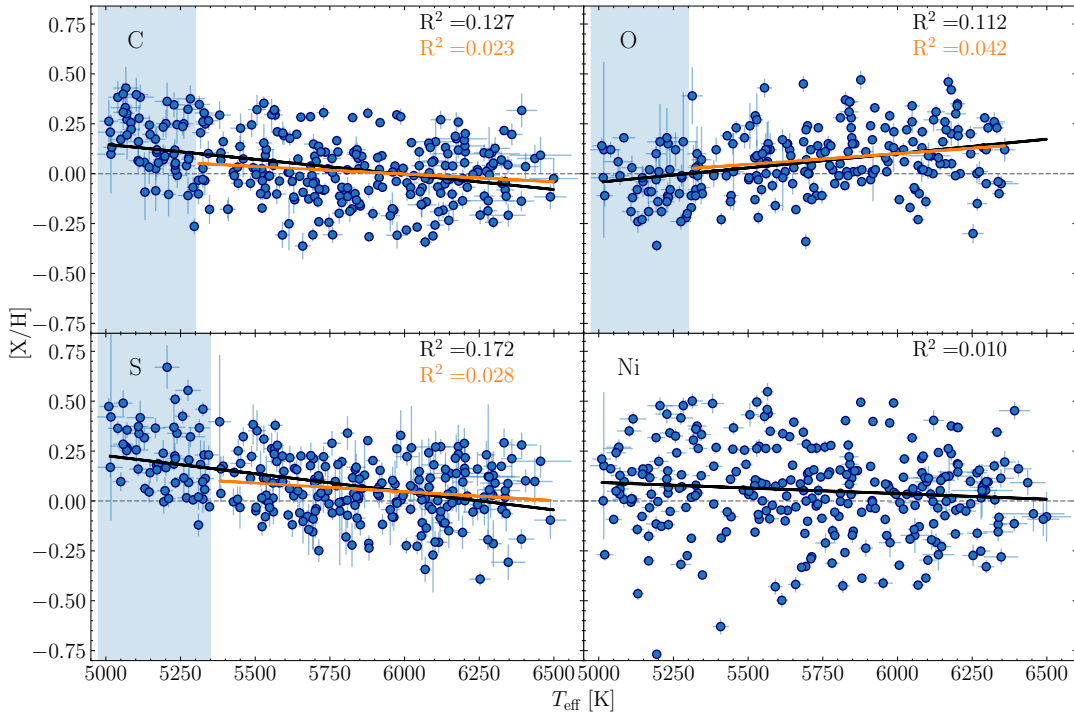 C
R² =0.127
R² =0.023
O
R² =0.112
R² =0.042
0.75
0.50
0.25
0.00
−0.25
−0.50
−0.75
[X/H]
S
R² =0.172
R² =0.028
Ni
R² =0.010
0.75
0.50
0.25
0.00
−0.25
−0.50
−0.75
5000 5250 5500 5750 6000 6250 6500
5000 5250 5500 5750 6000 6250 6500
T_eff [K]